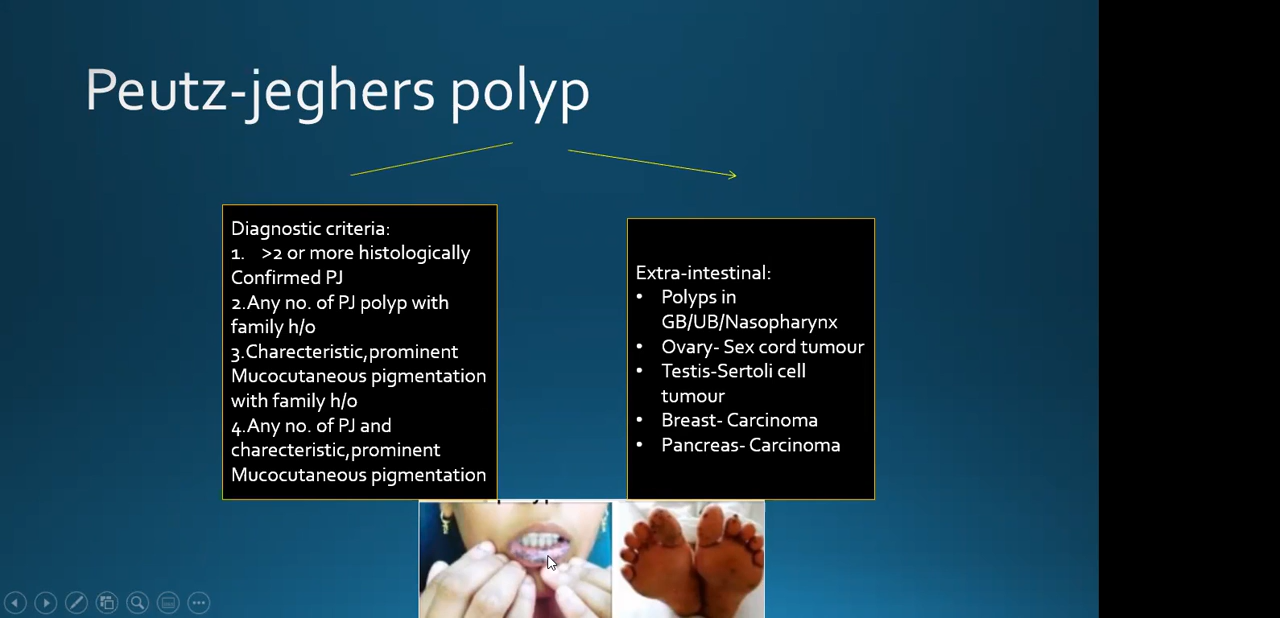 Peutz-jeghers polyp
Diagnostic criteria:
1. >2 or more histologically
Confirmed PJ
2.Any no. of PJ polyp with
family h/o
3.Charecteristic,prominent
Mucocutaneous pigmentation
with family h/o
4.Any no. of PJ and
charecteristic,prominent
Mucocutaneous pigmentation
Extra-intestinal:
• Polyps in
GB/UB/Nasopharynx
• Ovary- Sex cord tumour
• Testis-Sertoli cell
tumour
• Breast- Carcinoma
• Pancreas- Carcinoma